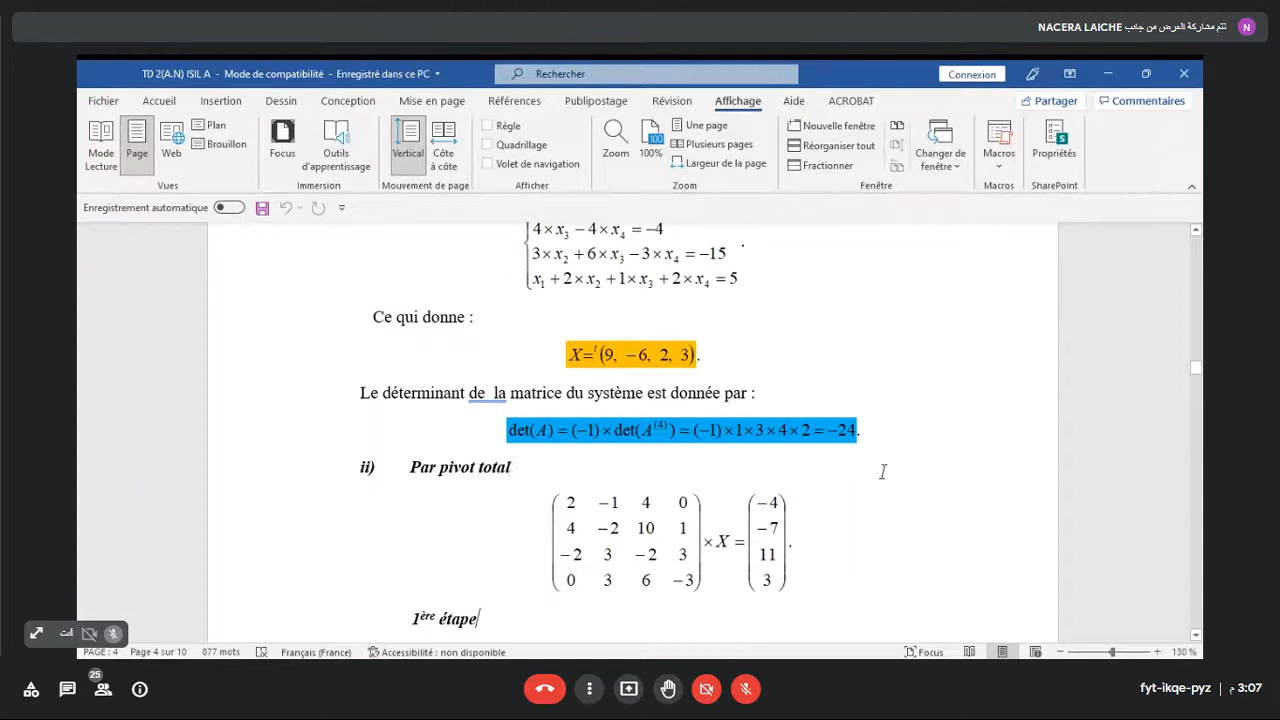 تتم مشاركة العرض من جانب NACERA LAICHE
N
TD 2(A.N) ISIL A - Mode de compatibilité - Enregistré dans ce PC
Rechercher
Connexion
Fichier Accueil Insertion Dessin Conception Mise en page Références Publipostage Révision Affichage Aide ACROBAT Partager Commentaires
Mode Lecture
Page
Web
Plan
Brouillon
Vues
Focus
Outils d'apprentissage
Immersion
Vertical
Côte à côte
Mouvement de page
Règle
Quadrillage
Volet de navigation
Afficher
Zoom
100
100%
Une page
Plusieurs pages
Largeur de la page
Zoom
Nouvelle fenêtre
Réorganiser tout
Fractionner
Changer de fenêtre
Fenêtre
Macros
Macros
S
Propriétés
SharePoint
Enregistrement automatique
4×x₃ −4×x₄ = −4
3×x₂ +6×x₃ −3×x₄ = −15 .
x₁ +2×x₂ +1×x₃ +2×x₄ = 5
Ce qui donne :
X=ᵗ(9, −6, 2, 3).
Le déterminant de la matrice du système est donnée par :
det(A) = (−1)×det(A⁽⁴⁾) = (−1)×1×3×4×2 = −24.
ii) Par pivot total
2 −1 4 0 −4
4 −2 10 1 −7
× X = .
−2 3 −2 3 11
0 3 6 −3 3
1ère étape
أنت
PAGE : 4 Page 4 sur 10 877 mots Français (France) Accessibilité : non disponible Focus 130 %
25
fyt-ikqe-pyz | 3:07 م